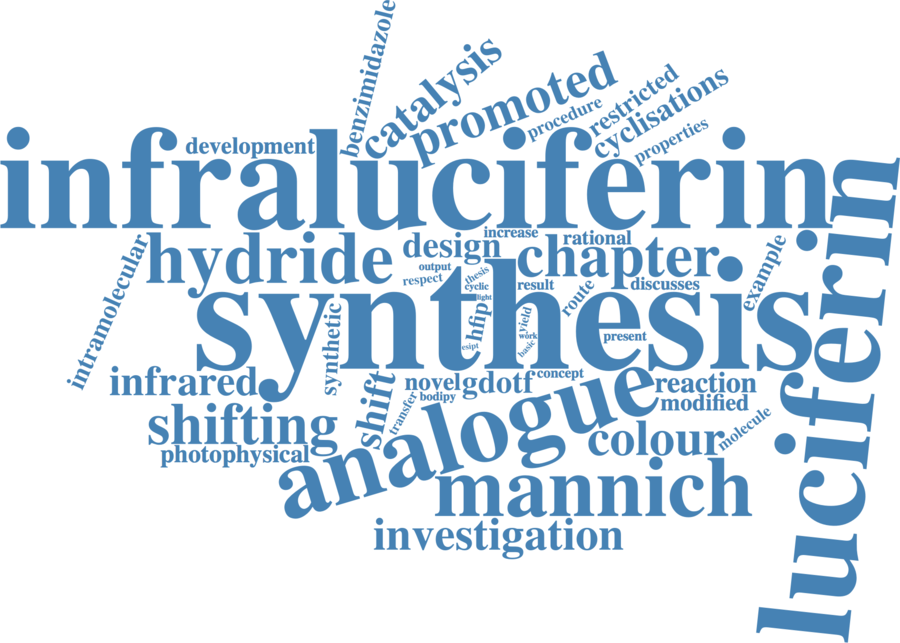 benzimidazole
catalysis
promoted
procedure
restricted
cyclisations
properties
development
infraluciferin
luciferin
intramolecular
hydride
design
increase
rational
chapter
example
output
respect
thesis
cyclic
light
result
route
discusses
synthesis
synthetic
hfip
esipt
yield
work
basic
present
infrared
shift
novel
gdotf
concept
reaction
transfer
bodipy
modified
shifting
analogue
colour
molecule
photophysical
mannich
investigation